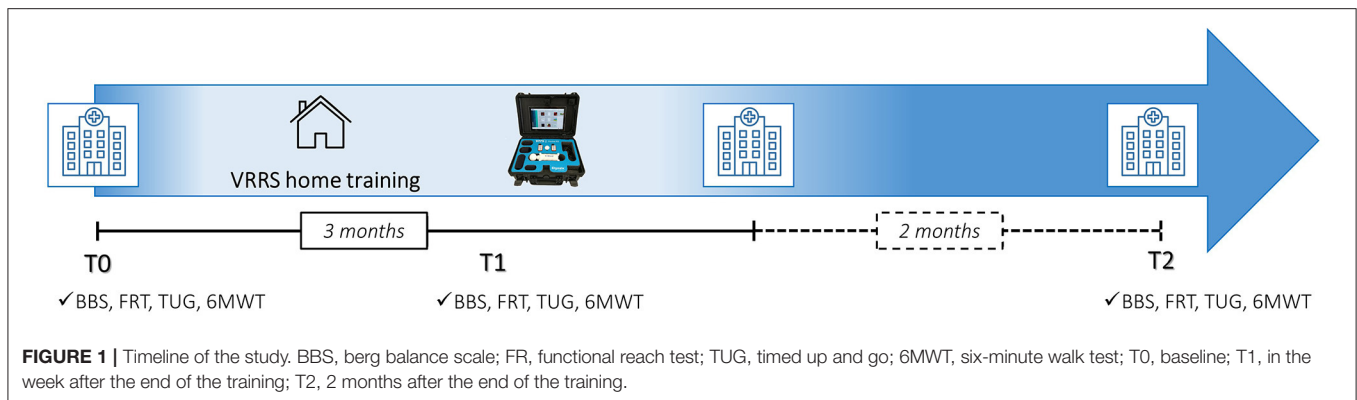 VRRS home training
3 months
2 months
T0
T1
T2
✓BBS, FRT, TUG, 6MWT
✓BBS, FRT, TUG, 6MWT
✓BBS, FRT, TUG, 6MWT
FIGURE 1 | Timeline of the study. BBS, berg balance scale; FR, functional reach test; TUG, timed up and go; 6MWT, six-minute walk test; T0, baseline; T1, in the
week after the end of the training; T2, 2 months after the end of the training.